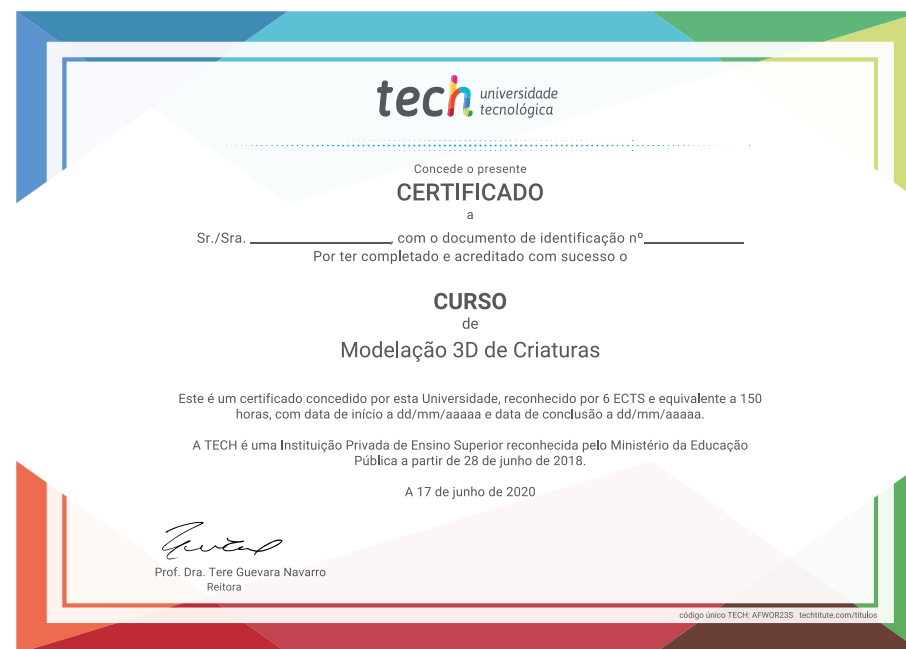 tech universidade
tecnológica
Concede o presente
CERTIFICADO
a
Sr./Sra. ____________________, com o documento de identificação nº______________
Por ter completado e acreditado com sucesso o
CURSO
de
Modelação 3D de Criaturas
Este é um certificado concedido por esta Universidade, reconhecido por 6 ECTS e equivalente a 150
horas, com data de início a dd/mm/aaaaa e data de conclusão a dd/mm/aaaaa.
A TECH é uma Instituição Privada de Ensino Superior reconhecida pelo Ministério da Educação
Pública a partir de 28 de junho de 2018.
A 17 de junho de 2020
Prof. Dra. Tere Guevara Navarro
Reitora
código único TECH: AFWOR23S techtitute.com/titulos